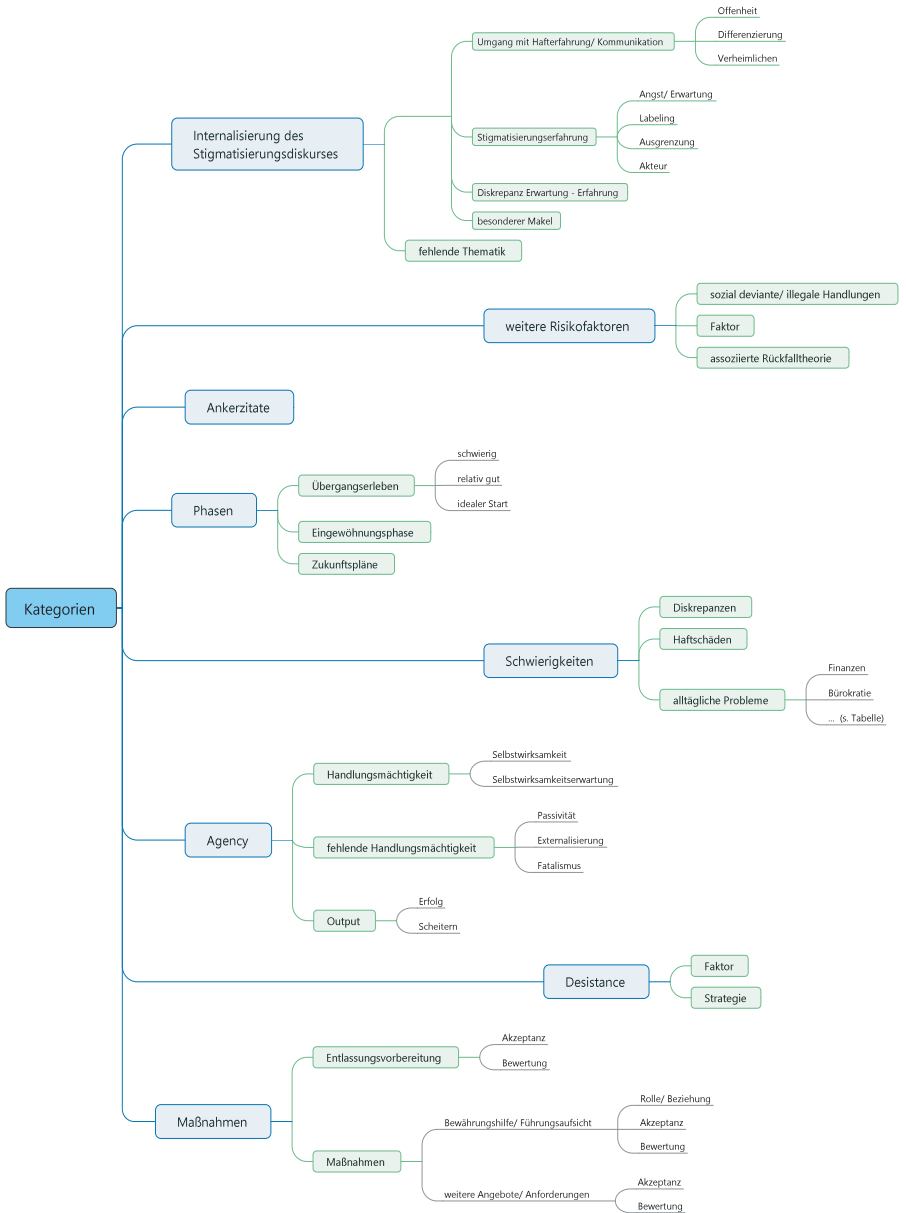 Kategorien
Internalisierung des
Stigmatisierungsdiskurses
Umgang mit Hafterfahrung/ Kommunikation
Offenheit
Differenzierung
Verheimlichen
Stigmatisierungserfahrung
Angst/ Erwartung
Labeling
Ausgrenzung
Akteur
Diskrepanz Erwartung - Erfahrung
besonderer Makel
fehlende Thematik
weitere Risikofaktoren
sozial deviante/ illegale Handlungen
Faktor
assoziierte Rückfalltheorie
Ankerzitate
Phasen
Übergangserleben
schwierig
relativ gut
idealer Start
Eingewöhnungsphase
Zukunftspläne
Schwierigkeiten
Diskrepanzen
Haftschäden
alltägliche Probleme
Finanzen
Bürokratie
... (s. Tabelle)
Agency
Handlungsmächtigkeit
Selbstwirksamkeit
Selbstwirksamkeitserwartung
fehlende Handlungsmächtigkeit
Passivität
Externalisierung
Fatalismus
Output
Erfolg
Scheitern
Desistance
Faktor
Strategie
Maßnahmen
Entlassungsvorbereitung
Akzeptanz
Bewertung
Maßnahmen
Bewährungshilfe/ Führungsaufsicht
Rolle/ Beziehung
Akzeptanz
Bewertung
weitere Angebote/ Anforderungen
Akzeptanz
Bewertung